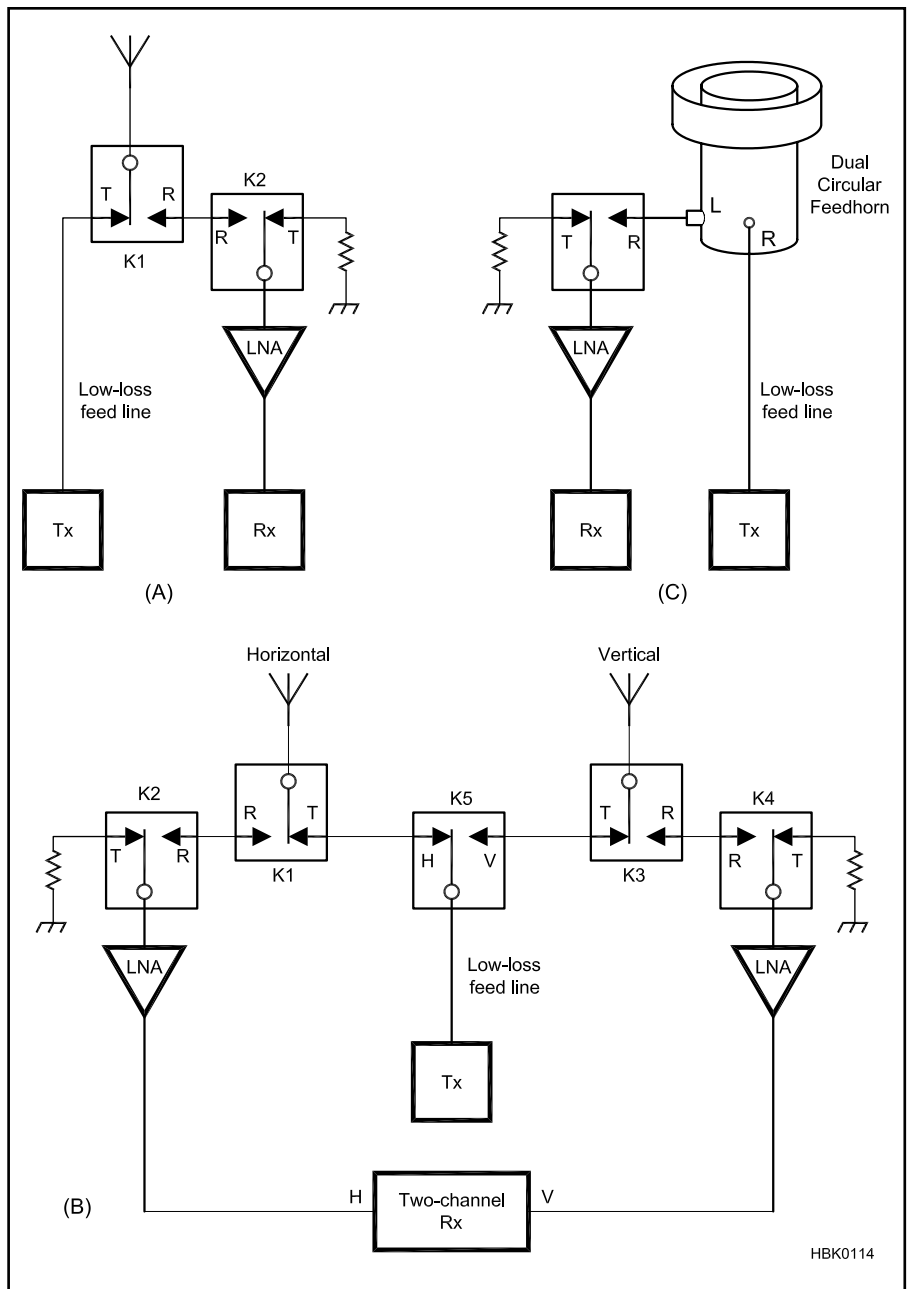 K2
T
R
R
T
K1
R
T
Low-loss
feed line
LNA
Tx
Rx
(A)
Dual
Circular
Feedhorn
L
R
T
R
LNA
Low-loss
feed line
Rx
Tx
(C)
Horizontal
Vertical
K2
T
R
R
T
K1
K5
H
V
T
R
K3
K4
R
T
LNA
Low-loss
feed line
LNA
Tx
(B)
H
Two-channel
Rx
V
HBK0114